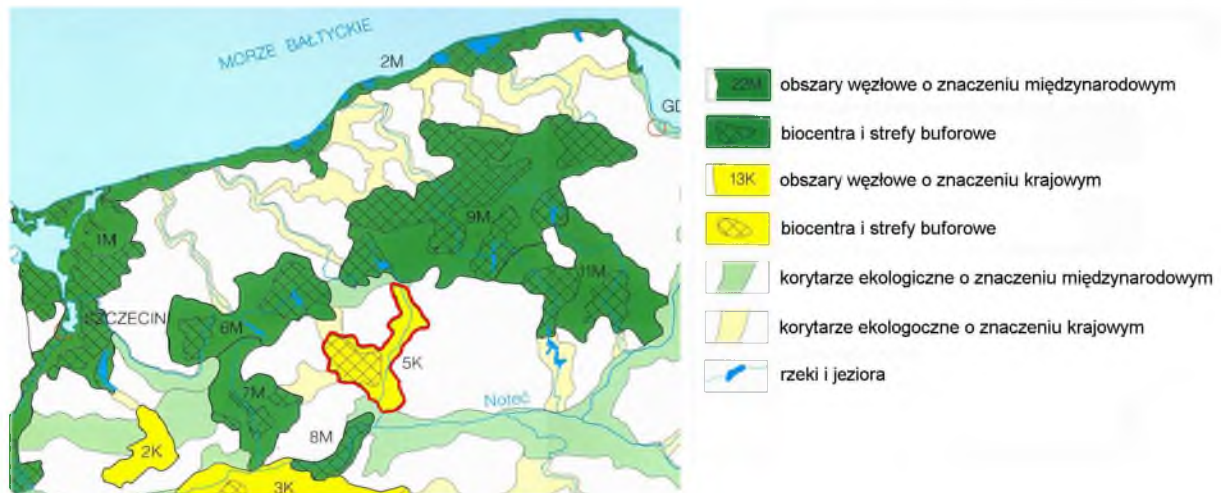 MORZE BAŁTYCKIE
2M
GD
1M
9M
11M
SZCZECIN
6M
5K
7M
Noteć
8M
2K
3K
22M obszary węzłowe o znaczeniu międzynarodowym
biocentra i strefy buforowe
13K obszary węzłowe o znaczeniu krajowym
biocentra i strefy buforowe
korytarze ekologiczne o znaczeniu międzynarodowym
korytarze ekologoczne o znaczeniu krajowym
rzeki i jeziora